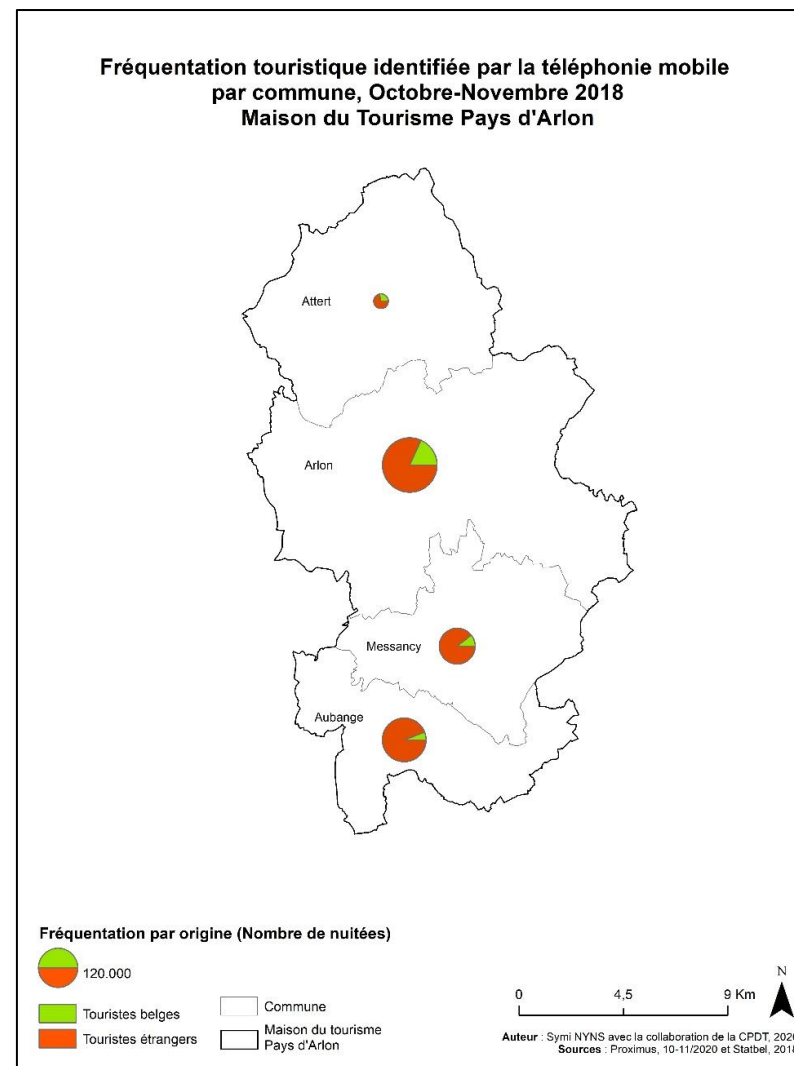 Fréquentation touristique identifiée par la téléphonie mobile
par commune, Octobre-Novembre 2018
Maison du Tourisme Pays d'Arlon
Attert
Arlon
Messancy
Aubange
Fréquentation par origine (Nombre de nuitées)
120.000
Touristes belges
Touristes étrangers
Commune
Maison du tourisme
Pays d'Arlon
0 4,5 9 Km
N
Auteur : Symi NYNS avec la collaboration de la CPDT, 2020
Sources : Proximus, 10-11/2020 et Statbel, 2018